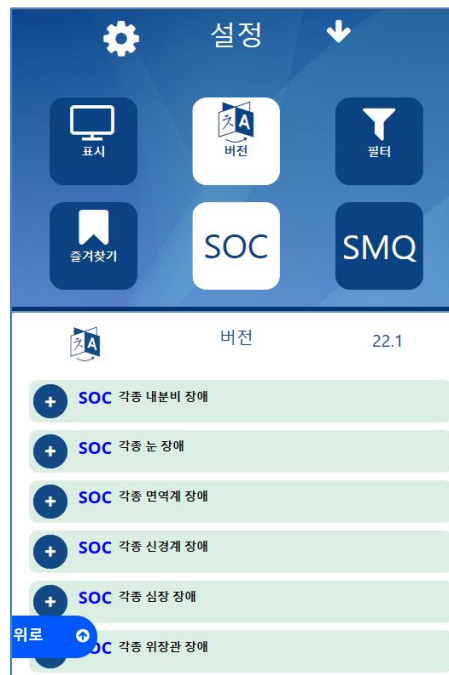 설정
표시
버전
필터
즐겨찾기
SOC
SMQ
버전 22.1
SOC 각종 내분비 장애
SOC 각종 눈 장애
SOC 각종 면역계 장애
SOC 각종 신경계 장애
SOC 각종 심장 장애
위로
OC 각종 위장관 장애